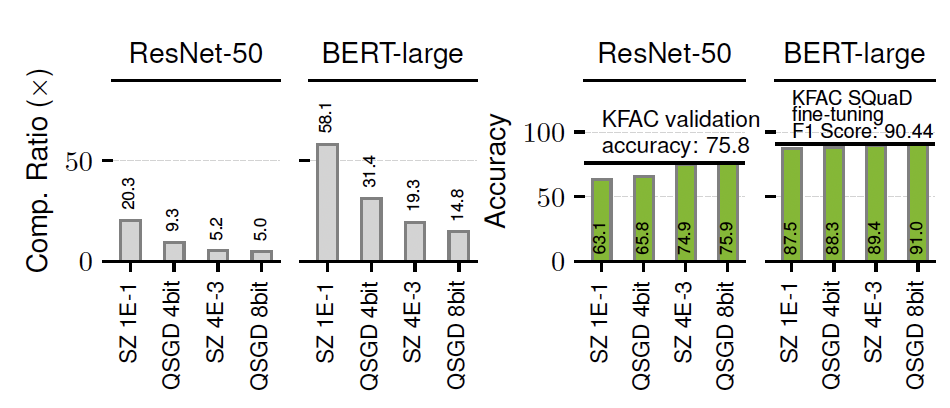 ResNet-50
BERT-large
Comp. Ratio (×)
50
0
20.3
9.3
5.2
5.0
58.1
31.4
19.3
14.8
SZ 1E-1
QSGD 4bit
SZ 4E-3
QSGD 8bit
SZ 1E-1
QSGD 4bit
SZ 4E-3
QSGD 8bit
ResNet-50
BERT-large
Accuracy
100
50
0
KFAC validation
accuracy: 75.8
KFAC SQuaD
fine-tuning
F1 Score: 90.44
63.1
65.8
74.9
75.9
87.5
88.3
89.4
91.0
SZ 1E-1
QSGD 4bit
SZ 4E-3
QSGD 8bit
SZ 1E-1
QSGD 4bit
SZ 4E-3
QSGD 8bit